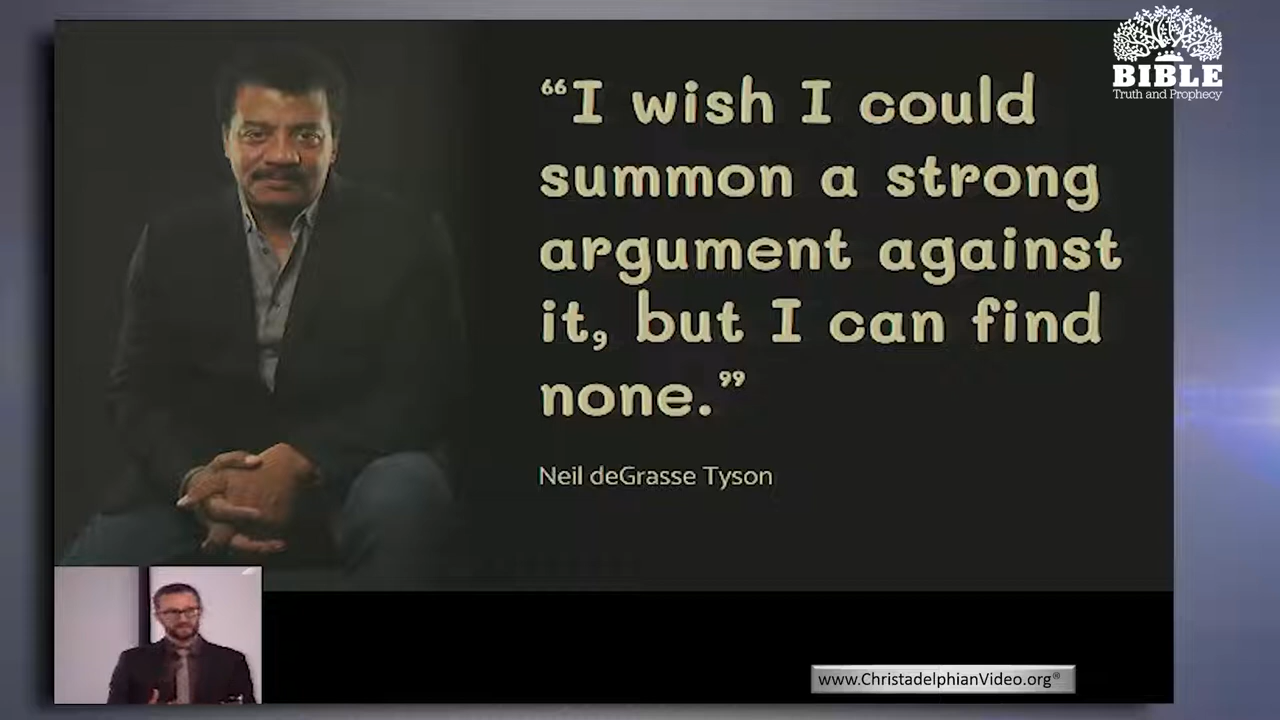 BIBLE
Truth and Prophecy
“I wish I could
summon a strong
argument against
it, but I can find
none.”
Neil deGrasse Tyson
www.ChristadelphianVideo.org®